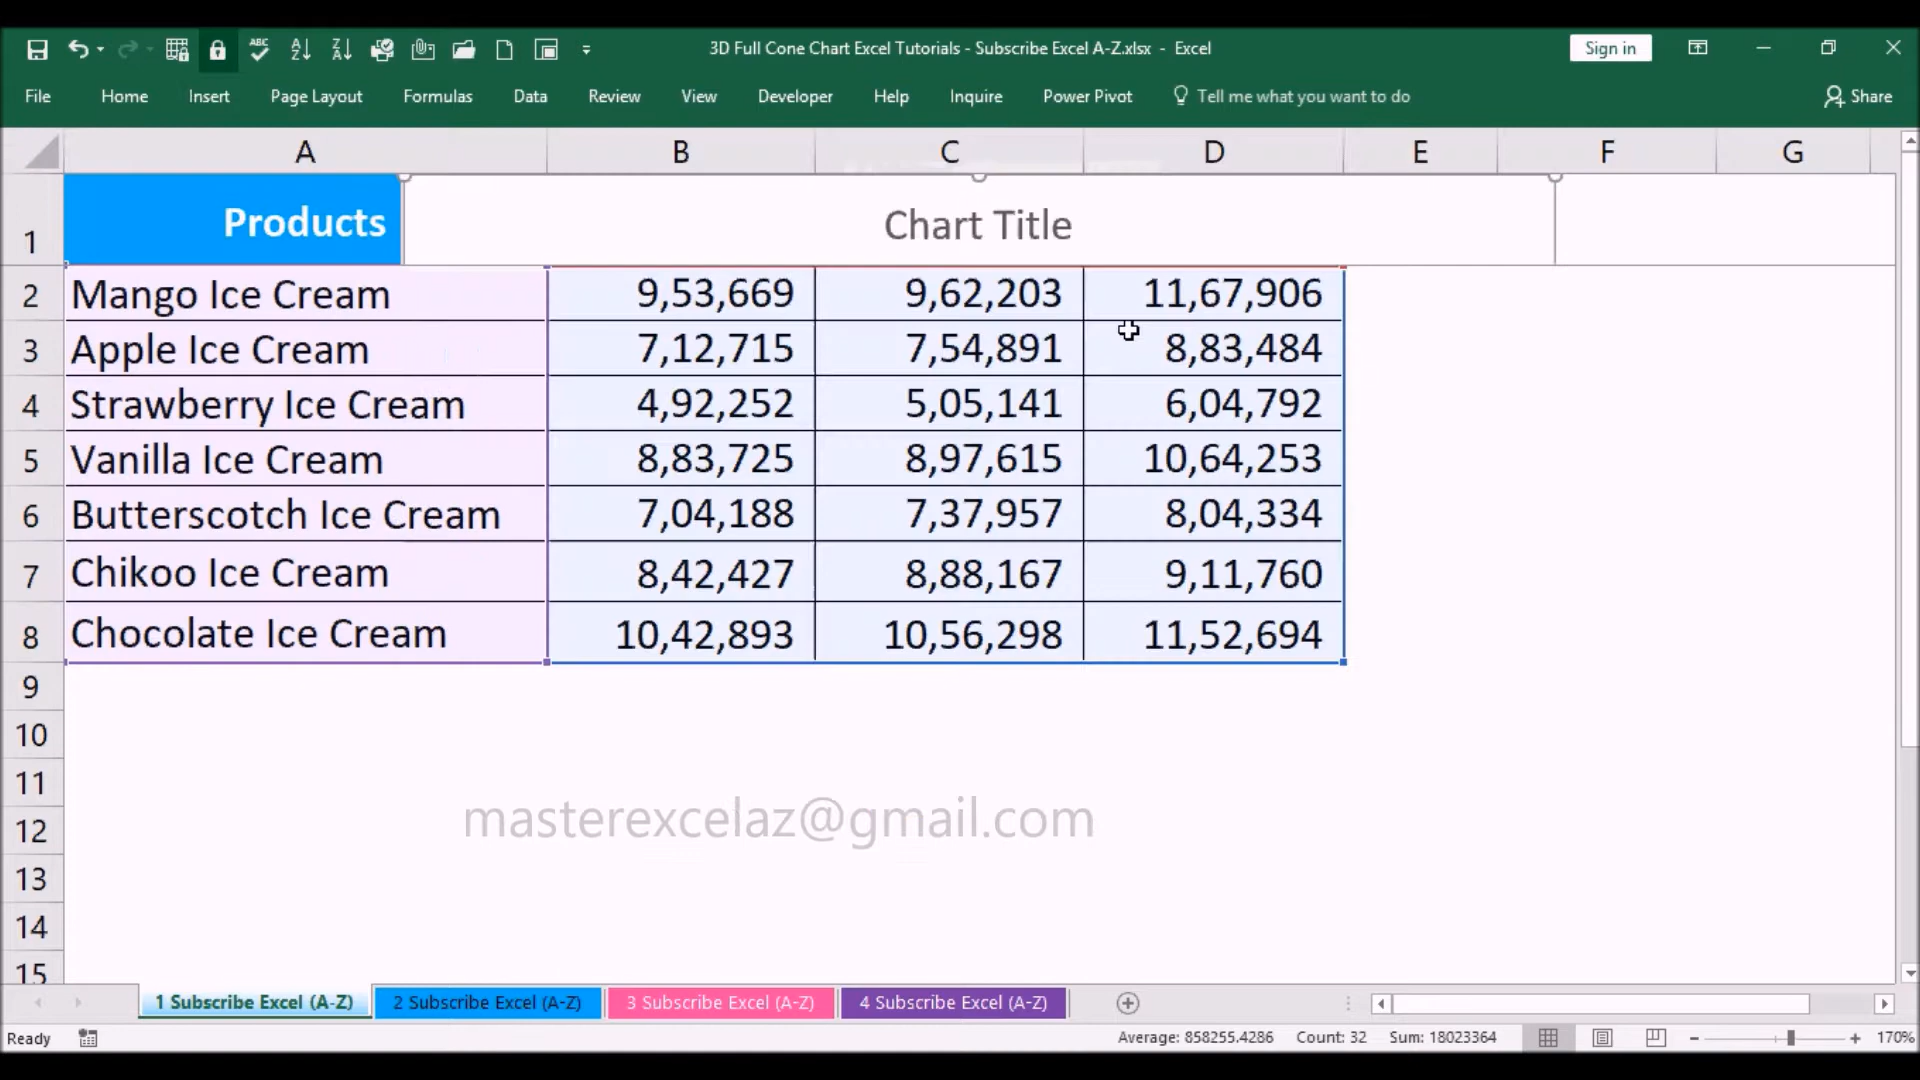 3D Full Cone Chart Excel Tutorials - Subscribe Excel A-Z.xlsx - Excel
Sign in
File Home Insert Page Layout Formulas Data Review View Developer Help Inquire Power Pivot Tell me what you want to do Share
A B C D E F G
1 Products Chart Title
2 Mango Ice Cream 9,53,669 9,62,203 11,67,906
3 Apple Ice Cream 7,12,715 7,54,891 8,83,484
4 Strawberry Ice Cream 4,92,252 5,05,141 6,04,792
5 Vanilla Ice Cream 8,83,725 8,97,615 10,64,253
6 Butterscotch Ice Cream 7,04,188 7,37,957 8,04,334
7 Chikoo Ice Cream 8,42,427 8,88,167 9,11,760
8 Chocolate Ice Cream 10,42,893 10,56,298 11,52,694
9
10
11
12
masterexcelaz@gmail.com
13
14
15
1 Subscribe Excel (A-Z) 2 Subscribe Excel (A-Z) 3 Subscribe Excel (A-Z) 4 Subscribe Excel (A-Z)
Ready Average: 858255.4286 Count: 32 Sum: 18023364 170%